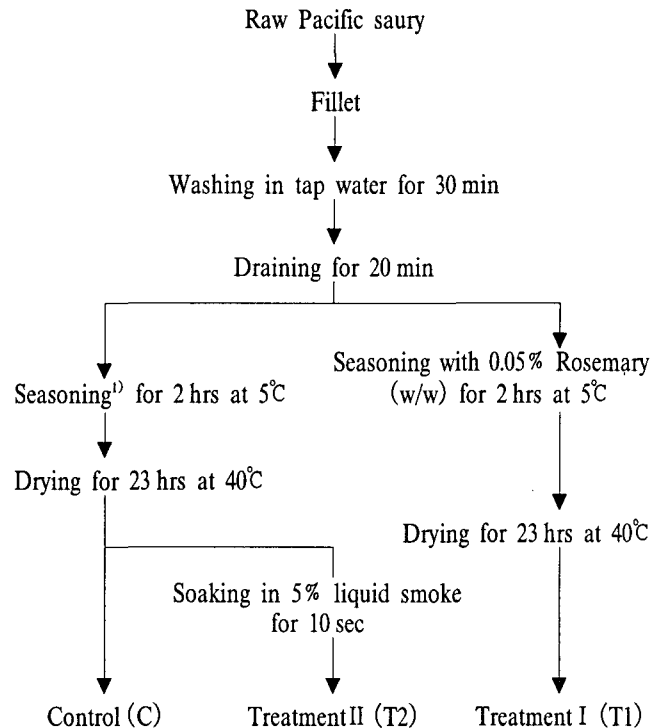 Raw Pacific saury
Fillet
Washing in tap water for 30 min
Draining for 20 min
Seasoning with 0.05% Rosemary
(w/w) for 2 hrs at 5℃
Seasoning¹⁾ for 2 hrs at 5℃
Drying for 23 hrs at 40℃
Drying for 23 hrs at 40℃
Soaking in 5% liquid smoke
for 10 sec
Control (C)
Treatment II (T2)
Treatment I (T1)